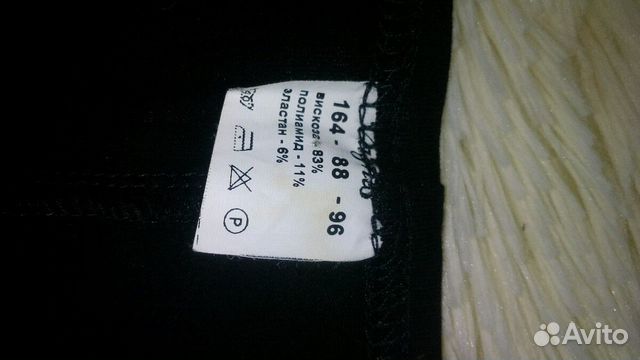 164 - 88 - 96
вискоза - 83%
полиамид - 11%
эластан - 6%
P
Avito